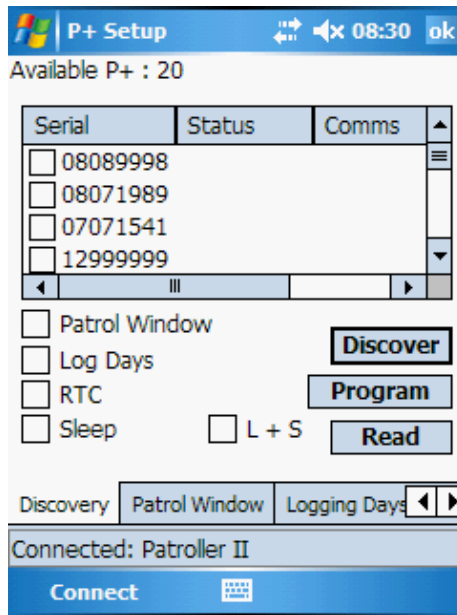 P+ Setup 08:30 ok
Available P+ : 20
Serial Status Comms
08089998
08071989
07071541
12999999
Patrol Window
Log Days
RTC
Sleep
L + S
Discover
Program
Read
Discovery Patrol Window Logging Days
Connected: Patroller II
Connect